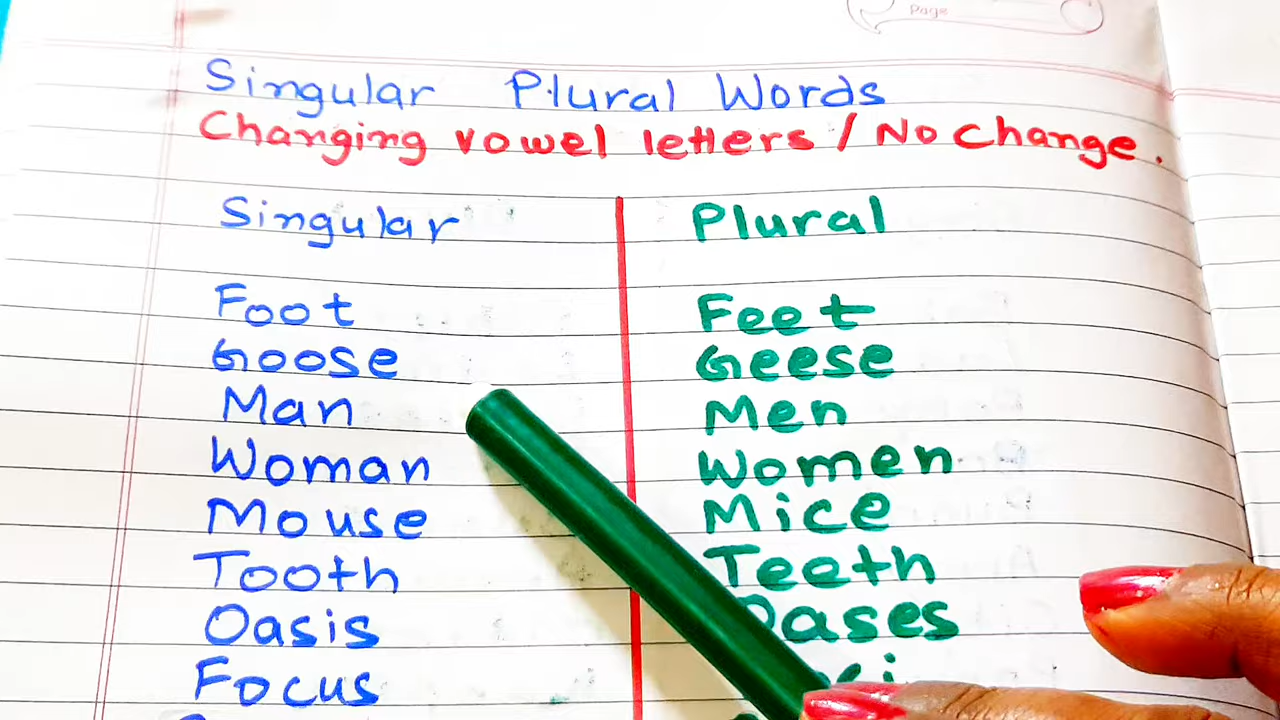 Page
Singular Plural Words
Changing vowel letters / No Change.
Singular Plural
Foot Feet
Goose Geese
Man Men
Woman Women
Mouse Mice
Tooth Teeth
Oasis Oases
Focus